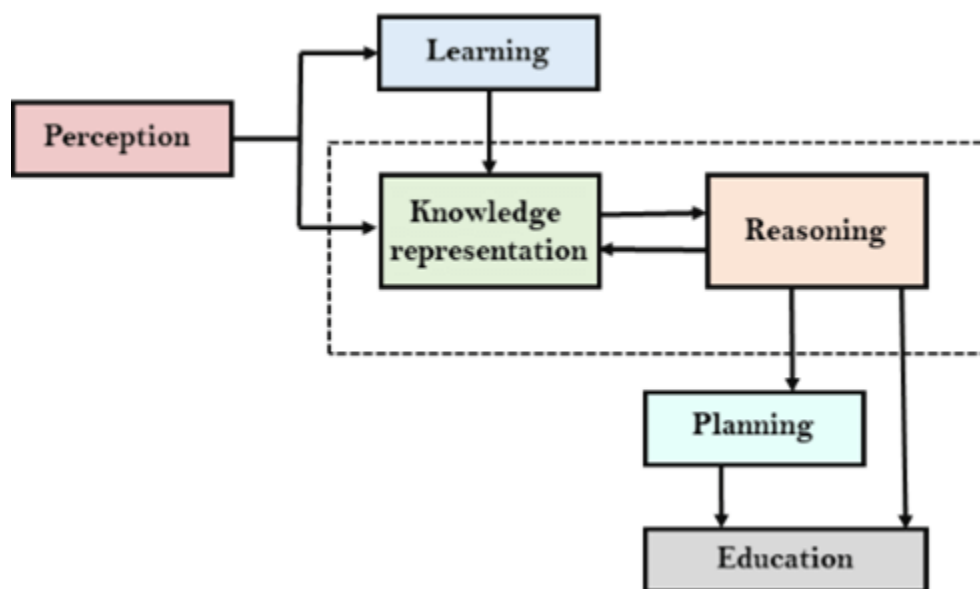 Learning
Perception
Knowledge
representation
Reasoning
Planning
Education